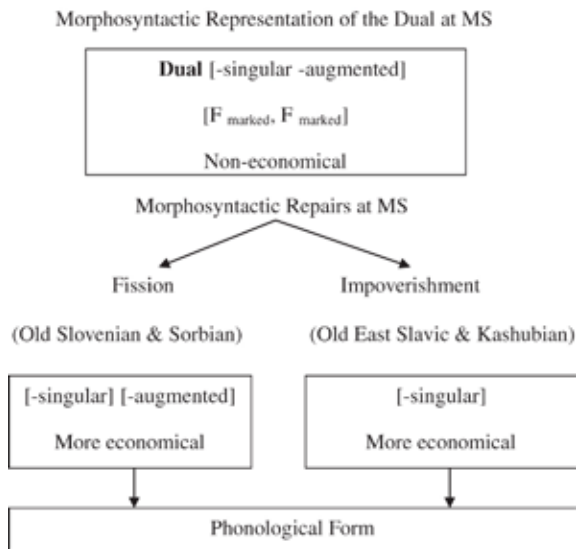 Morphosyntactic Representation of the Dual at MS
Dual [-singular -augmented]
[F marked, F marked]
Non-economical
Morphosyntactic Repairs at MS
Fission Impoverishment
(Old Slovenian & Sorbian) (Old East Slavic & Kashubian)
[-singular] [-augmented] [-singular]
More economical More economical
Phonological Form